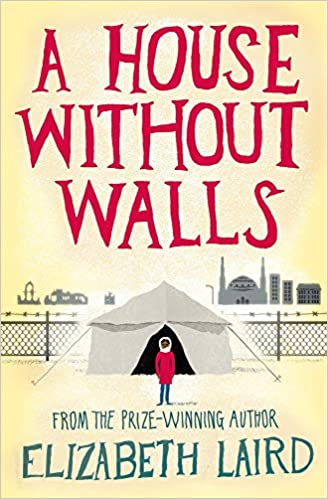 A HOUSE
WITHOUT
WALLS
FROM THE PRIZE-WINNING AUTHOR
ELIZABETH LAIRD